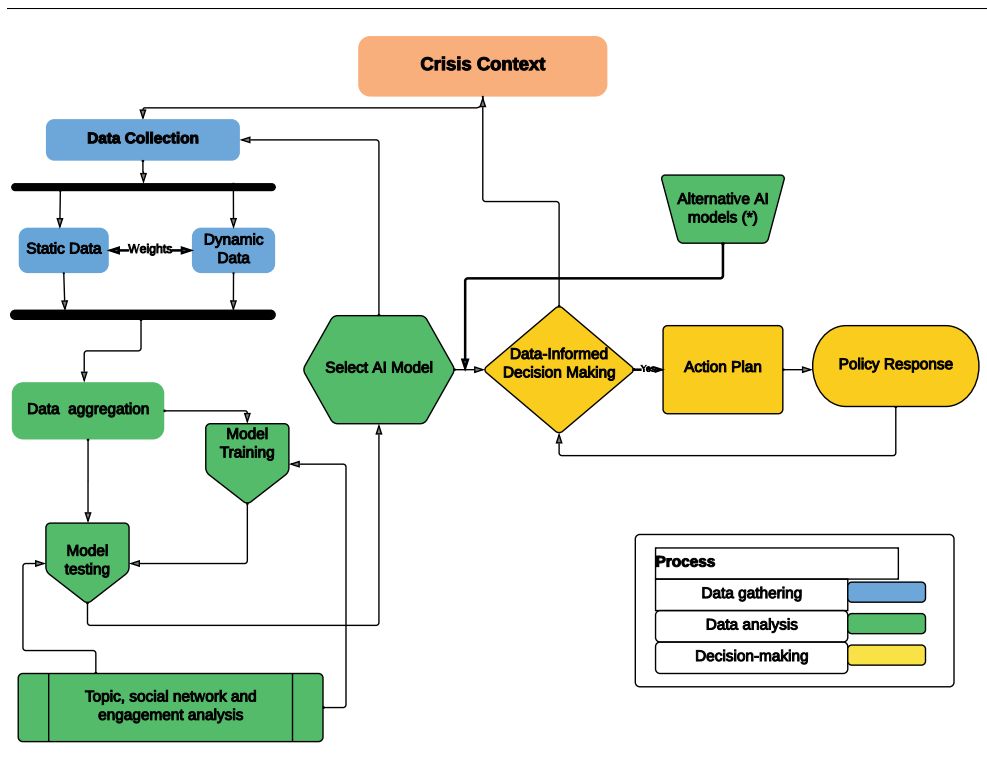 Crisis Context
Data Collection
Static Data
Weights
Dynamic
Data
Alternative AI
models (*)
Select AI Model
Data-Informed
Decision Making
Yes
Action Plan
Policy Response
Data  aggregation
Model
Training
Model
testing
Topic, social network and
engagement analysis
Process
Data gathering
Data analysis
Decision-making